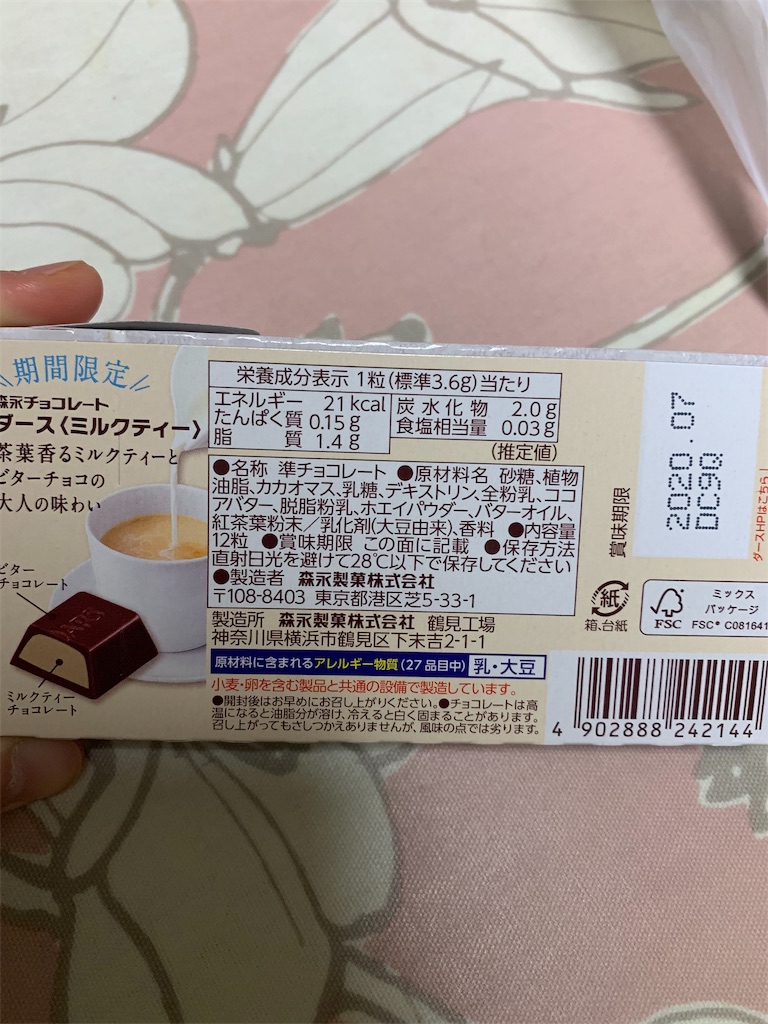 期間限定
森永チョコレート
ダース〈ミルクティー〉
茶葉香るミルクティーと
ビターチョコの
大人の味わい
ビター
チョコレート
DARS
ミルクティー
チョコレート
栄養成分表示 1粒(標準3.6g)当たり
エネルギー 21kcal
たんぱく質 0.15g
脂質 1.4g
炭水化物 2.0g
食塩相当量 0.03g
(推定値)
●名称 準チョコレート ●原材料名 砂糖、植物
油脂、カカオマス、乳糖、デキストリン、全粉乳、ココ
アバター、脱脂粉乳、ホエイパウダー、バターオイル、
紅茶葉粉末／乳化剤(大豆由来)、香料 ●内容量
12粒 ●賞味期限 この面に記載 ●保存方法
直射日光を避けて28℃以下で保存してください
●製造者 森永製菓株式会社
〒108-8403 東京都港区芝5-33-1
製造所 森永製菓株式会社 鶴見工場
神奈川県横浜市鶴見区下末吉2-1-1
原材料に含まれるアレルギー物質(27品目中) 乳・大豆
小麦・卵を含む製品と共通の設備で製造しています。
●開封後はお早めにお召し上がりください。●チョコレートは高
温になると油脂分が溶け、冷えると白く固まることがあります。
召し上がってもさしつかえありませんが、風味の点では劣ります。
賞味期限
2020.07
DC9Q
ダースHPはこちら!
紙
箱、台紙
FSC
ミックス
パッケージ
FSC® C081641
4 902888 242144